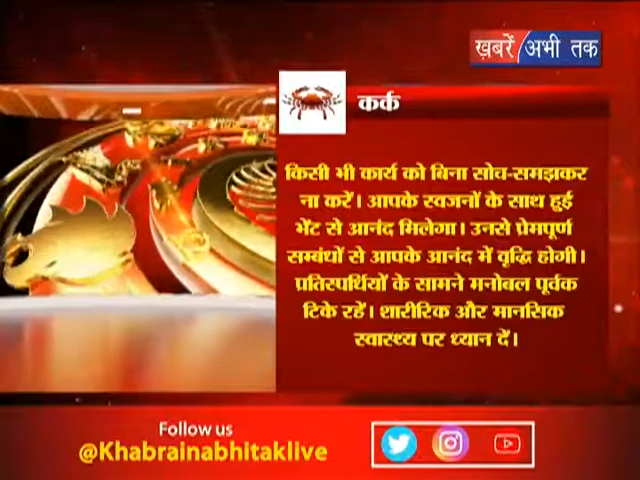 ख़बरें अभी तक
कर्क
किसी भी कार्य को बिना सोच-समझकर
ना करें। आपके स्वजनों के साथ हुई
भेंट से आनंद मिलेगा। उनसे प्रेमपूर्ण
सम्बंधों से आपके आनंद में वृद्धि होगी।
प्रतिस्पर्थियों के सामने मनोबल पूर्वक
टिके रहें। शारीरिक और मानसिक
स्वास्थ्य पर ध्यान दें।
Follow us
@Khabrainabhitaklive